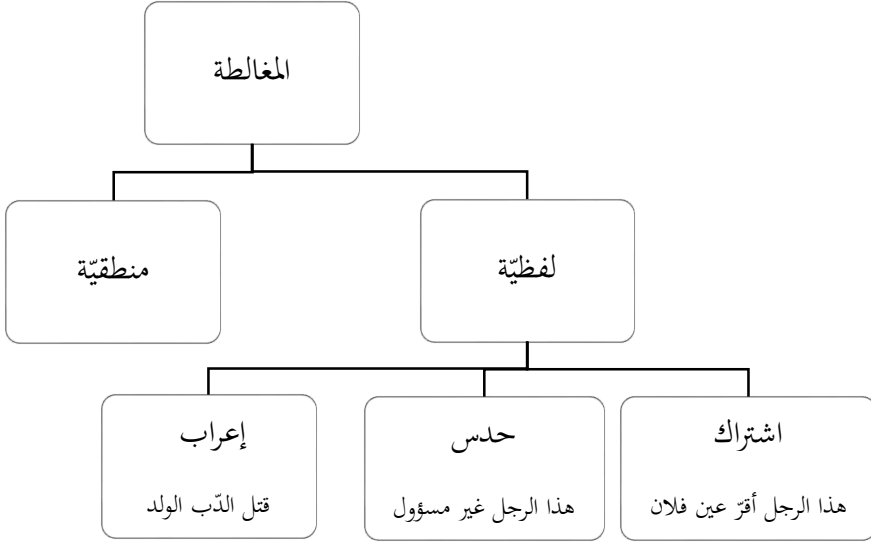 المغالطة
لفظيّة
منطقيّة
اشتراك
هذا الرجل أقرّ عين فلان
حدس
هذا الرجل غير مسؤول
إعراب
قتل الدّب الولد